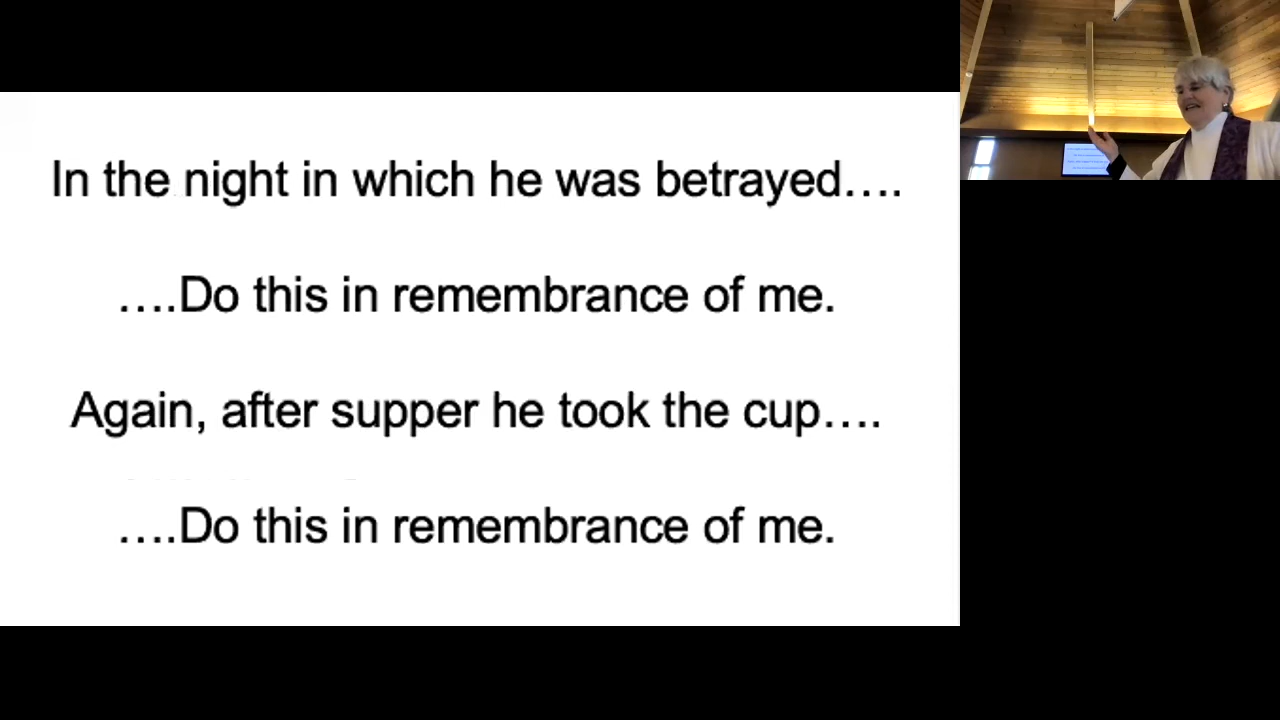 In the night in which he was betrayed….
….Do this in remembrance of me.
Again, after supper he took the cup….
….Do this in remembrance of me.